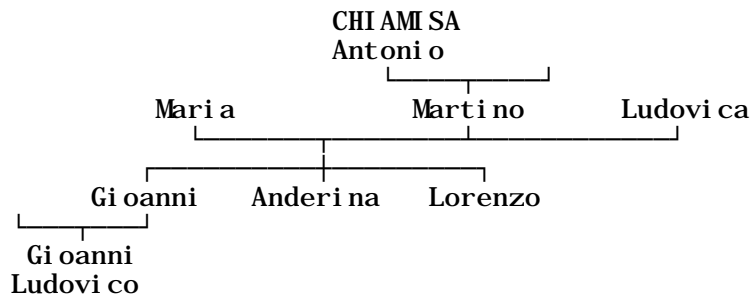 CHIAMISA
Antonio
Maria Martino Ludovica
Gioanni Anderina Lorenzo
Gioanni
Ludovico